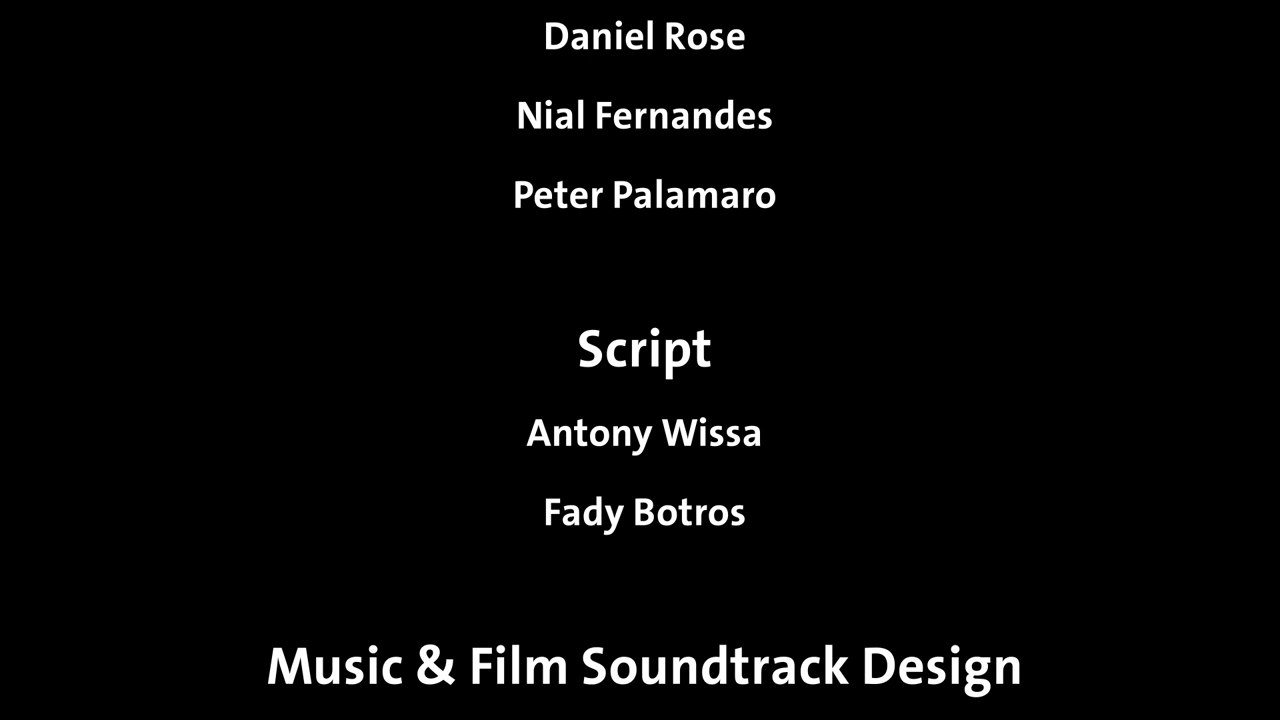 Daniel Rose
Nial Fernandes
Peter Palamaro
Script
Antony Wissa
Fady Botros
Music & Film Soundtrack Design